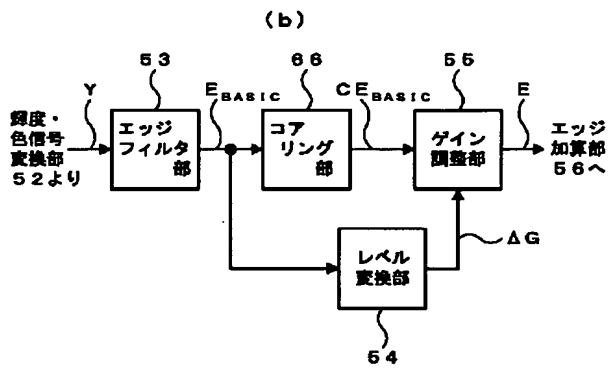 (b)
53
66
55
Y
E BASIC
CE BASIC
E
輝度・
色信号
変換部
52より
エッジ
フィルタ
部
コア
リング
部
ゲイン
調整部
エッジ
加算部
56へ
レベル
変換部
ΔG
54